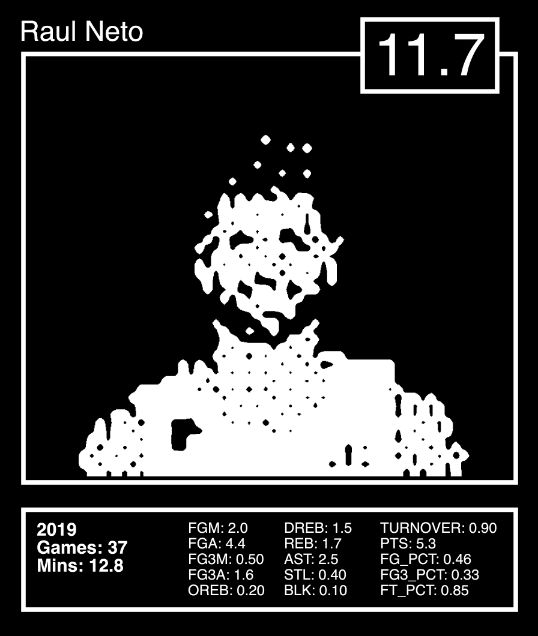 Raul Neto
11.7
2019
Games: 37
Mins: 12.8
FGM: 2.0
FGA: 4.4
FG3M: 0.50
FG3A: 1.6
OREB: 0.20
DREB: 1.5
REB: 1.7
AST: 2.5
STL: 0.40
BLK: 0.10
TURNOVER: 0.90
PTS: 5.3
FG_PCT: 0.46
FG3_PCT: 0.33
FT_PCT: 0.85